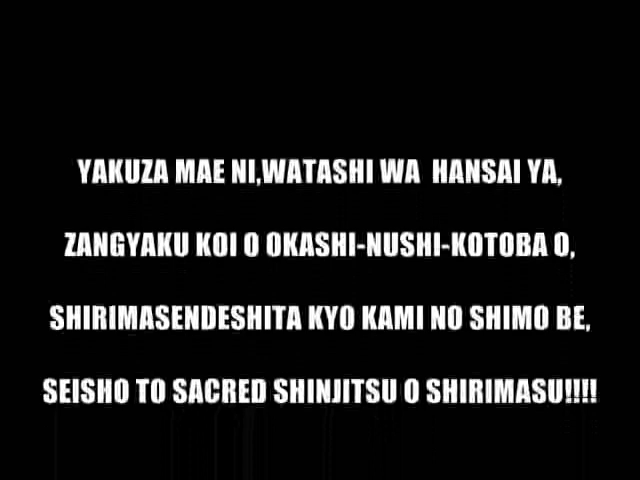 YAKUZA MAE NI,WATASHI WA HANSAI YA,
ZANGYAKU KOI O OKASHI-NUSHI-KOTOBA O,
SHIRIMASENDESHITA KYO KAMI NO SHIMO BE,
SEISHO TO SACRED SHINJITSU O SHIRIMASU!!!!